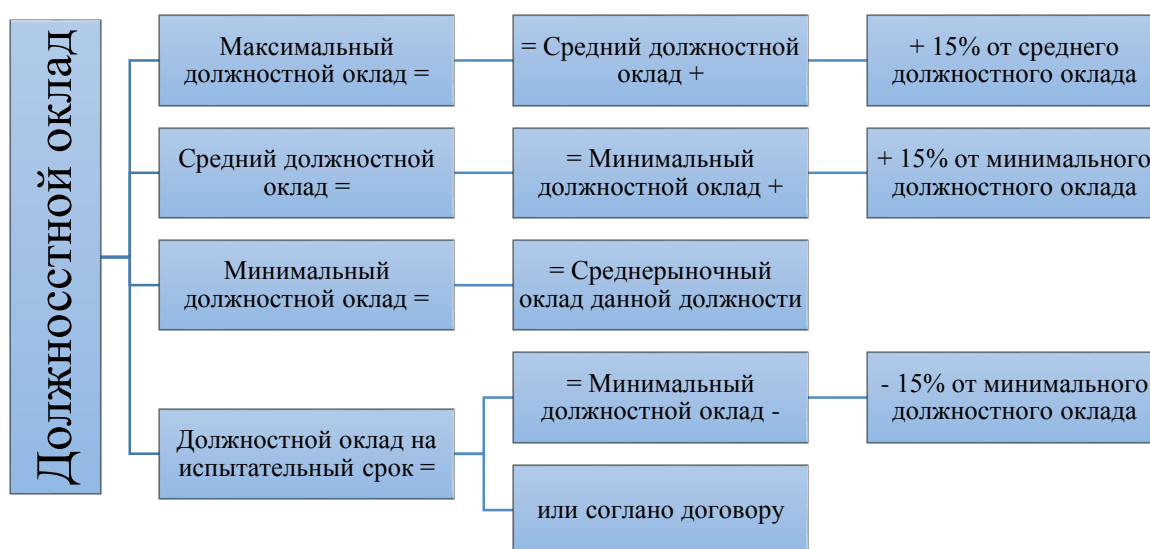 Должносстной оклад
Максимальный
должностной оклад =
= Средний должностной
оклад +
+ 15% от среднего
должностного оклада
Средний должностной
оклад =
= Минимальный
должностной оклад +
+ 15% от минимального
должностного оклада
Минимальный
должностной оклад =
= Среднерыночный
оклад данной должности
Должностной оклад на
испытательный срок =
= Минимальный
должностной оклад -
- 15% от минимального
должностного оклада
или соглано договору